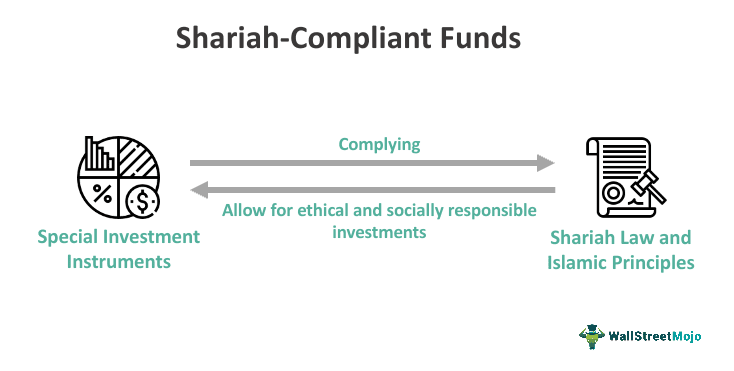 Shariah-Compliant Funds
Complying
Allow for ethical and socially responsible
investments
Special Investment
Instruments
Shariah Law and
Islamic Principles
%
$
WallStreetMojo